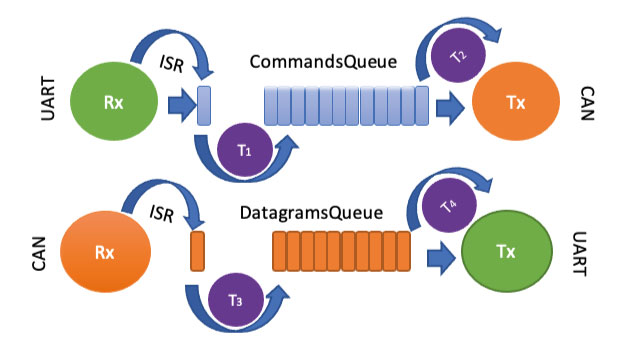 UART
Rx
ISR
T1
CommandsQueue
T2
Tx
CAN
CAN
Rx
ISR
T3
DatagramsQueue
T4
Tx
UART